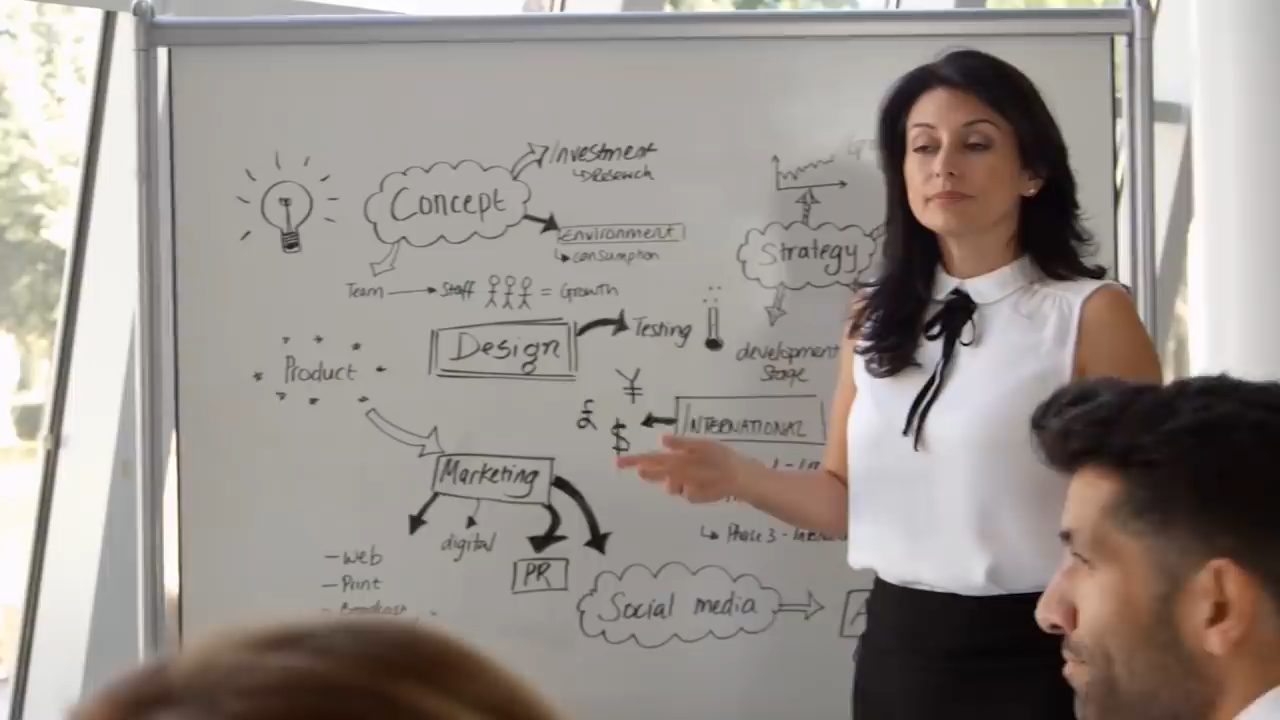 Investment
↳Research
Concept
Environment
↳consumption
Strategy
Team → Staff = Growth
Testing
Design
development
Stage
Product
¥
£
$
INTERNATIONAL
Marketing
↳ Phase 3 -
digital
- Web
PR
- Print
Social media
- Broadcast